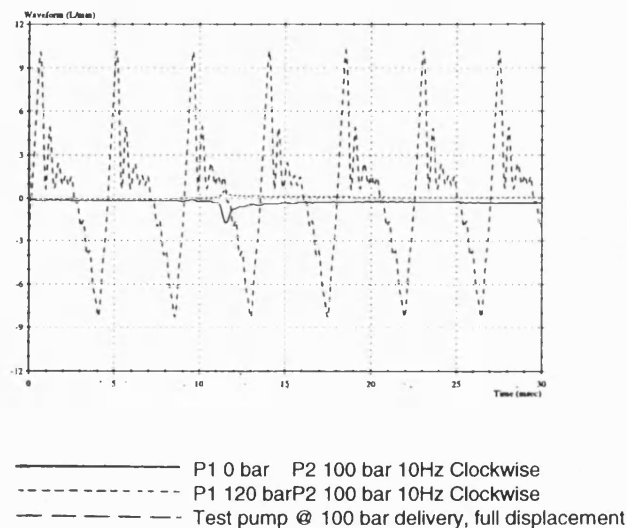 Waveform (L/min)
12
9
6
3
0
-3
-6
-9
-12
0 5 10 15 20 25 30
Time (msec)
P1 0 bar P2 100 bar 10Hz Clockwise
P1 120 barP2 100 bar 10Hz Clockwise
Test pump @ 100 bar delivery, full displacement